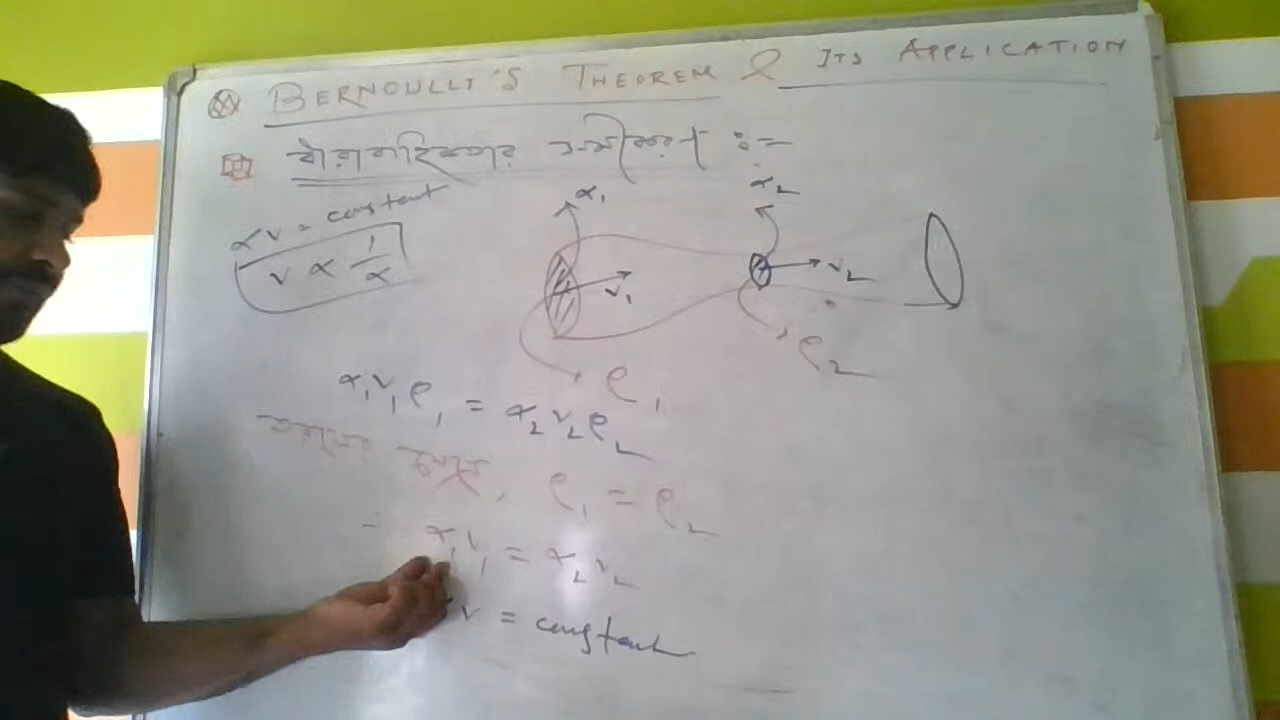 BERNOULLI'S THEOREM & ITS APPLICATION
ধারাবাহিকতার সমীকরণ :-
αv = constant
v ∝ 1/α
α₁
α₂
v₁
v₂
ρ₁
ρ₂
α₁v₁ρ₁ = α₂v₂ρ₂
ρ₁ = ρ₂
α₁v₁ = α₂v₂
v = constant